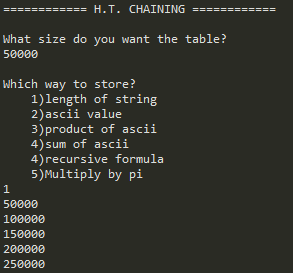 ============ H.T. CHAINING ============
What size do you want the table?
50000
Which way to store?
1)length of string
2)ascii value
3)product of ascii
4)sum of ascii
4)recursive formula
5)Multiply by pi
1
50000
100000
150000
200000
250000